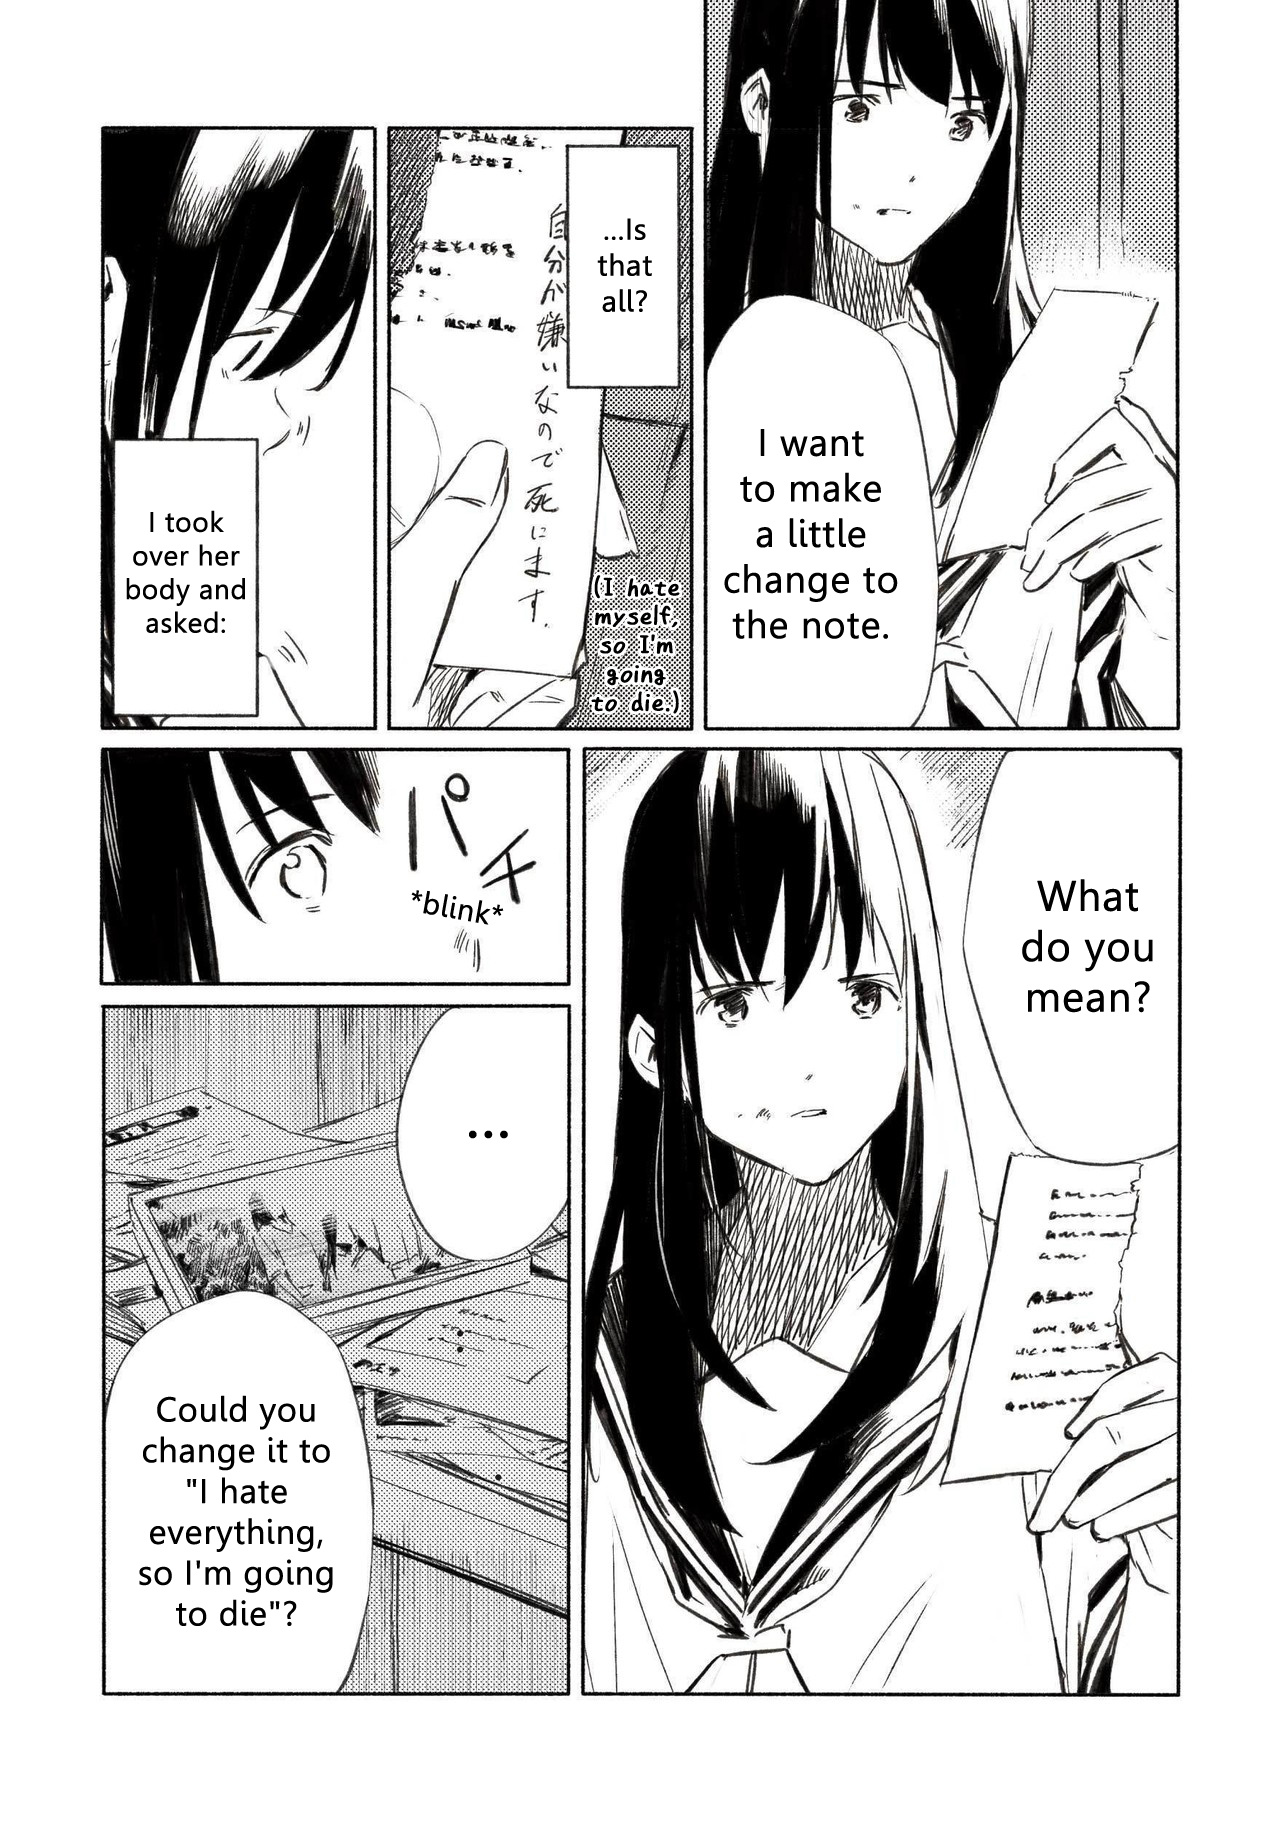 I want
to make
a little
change to
the note.
...Is
that
all?
自分が嫌いなので死にます.
(I hate
myself,
so I'm
going
to die.)
I took
over her
body and
asked:
What
do you
mean?
パチ
*blink*
...
Could you
change it to
"I hate
everything,
so I'm going
to die"?